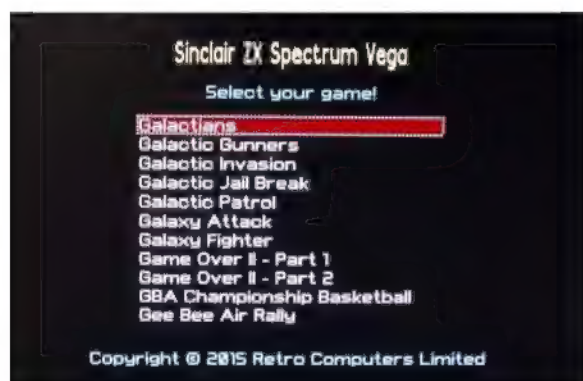 Sinclair ZX Spectrum Vega
Select your game!
Galactians
Galactic Gunners
Galactic Invasion
Galactic Jail Break
Galactic Patrol
Galaxy Attack
Galaxy Fighter
Game Over II - Part 1
Game Over II - Part 2
GBA Championship Basketball
Gee Bee Air Rally
Copyright © 2015 Retro Computers Limited